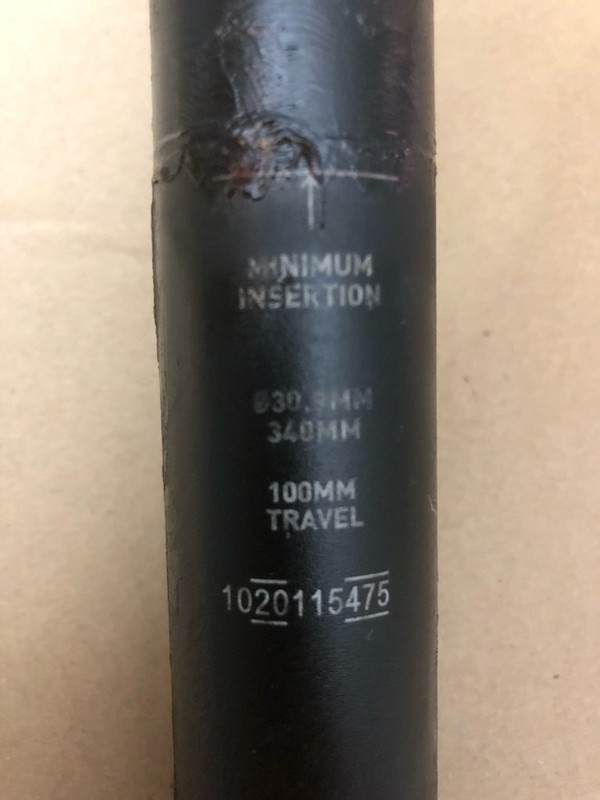 MINIMUM
INSERTION
Ø30.9MM
340MM
100MM
TRAVEL
1020115475